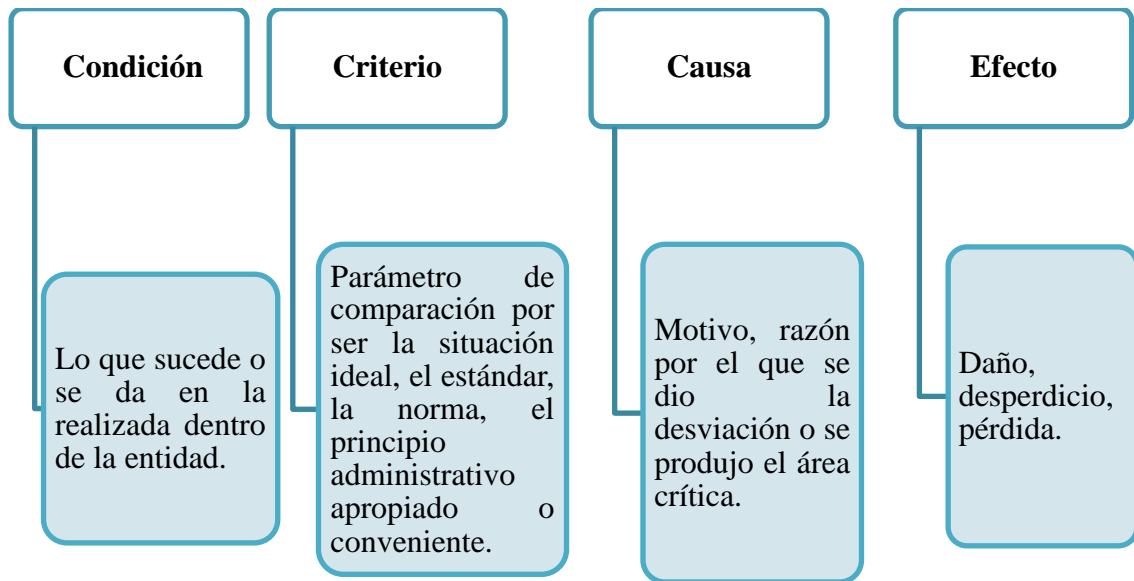 Condición
Lo que sucede o
se da en la
realizada dentro
de la entidad.
Criterio
Parámetro de
comparación por
ser la situación
ideal, el estándar,
la norma, el
principio
administrativo
apropiado o
conveniente.
Causa
Motivo, razón
por el que se
dio la
desviación o se
produjo el área
crítica.
Efecto
Daño,
desperdicio,
pérdida.